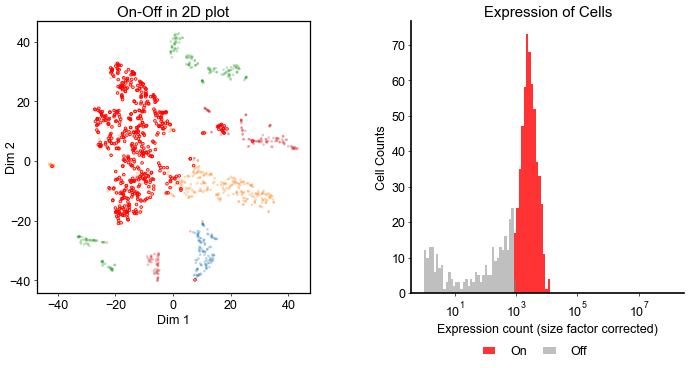 On-Off in 2D plot
Dim 2
40
20
0
−20
−40
−40 −20 0 20 40
Dim 1
Expression of Cells
Cell Counts
70
60
50
40
30
20
10
0
10^1 10^3 10^5 10^7
Expression count (size factor corrected)
On Off